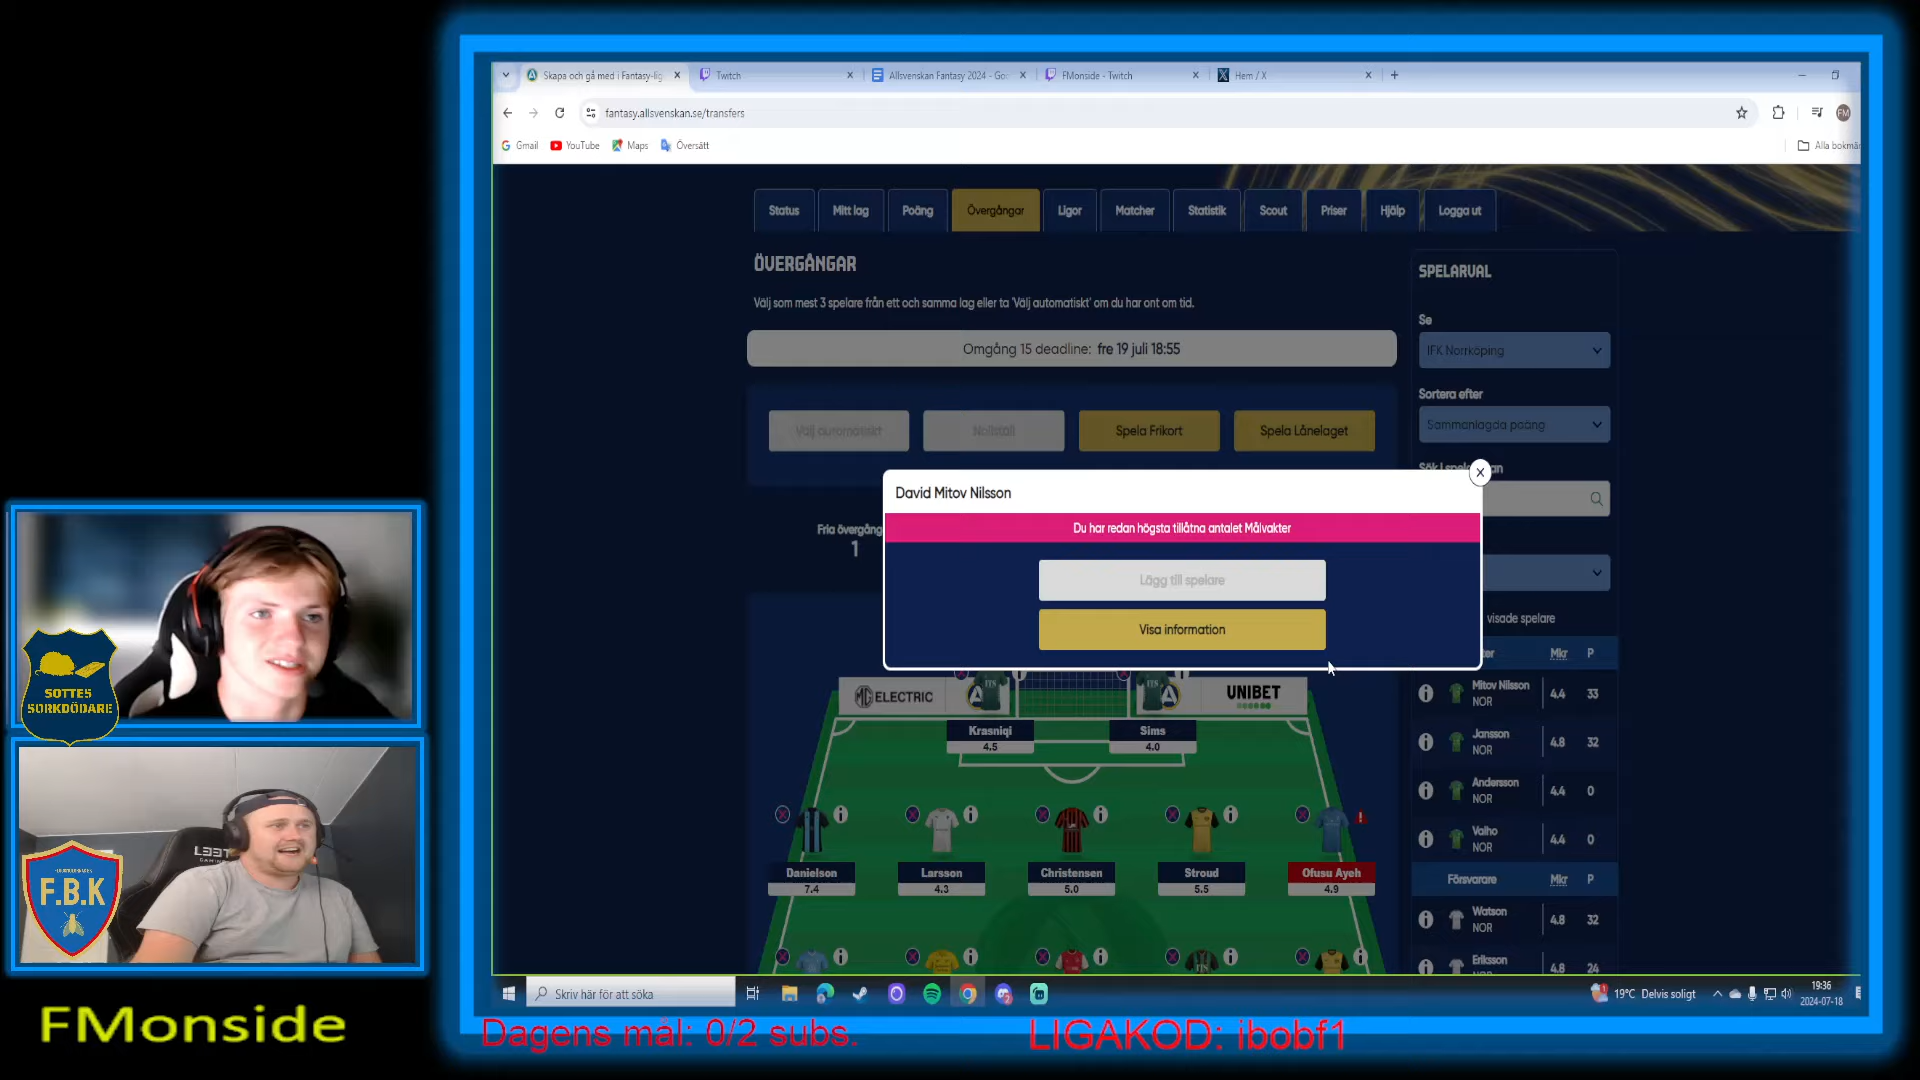 Skapa och gå med i Fantasy-lig
Twitch
Allsvenskan Fantasy 2024 - Go
FMonside - Twitch
Hem / X
fantasy.allsvenskan.se/transfers
FM
Gmail
YouTube
Maps
Översätt
Alla bokmär
Status
Mitt lag
Poäng
Övergångar
Ligor
Matcher
Statistik
Scout
Priser
Hjälp
Logga ut
ÖVERGÅNGAR
Välj som mest 3 spelare från ett och samma lag eller ta 'Välj automatiskt' om du har ont om tid.
Omgång 15 deadline: fre 19 juli 18:55
Välj automatiskt
Nollställ
Spela Frikort
Spela Lånelaget
Fria övergång
1
SPELARVAL
Se
IFK Norrköping
Sortera efter
Sammanlagda poäng
David Mitov Nilsson
Du har redan högsta tillåtna antalet Målvakter
Lägg till spelare
Visa information
visade spelare
Mkr P
Mitov Nilsson
NOR
4.4 33
Jansson
NOR
4.8 32
Andersson
NOR
4.4 0
Valho
NOR
4.4 0
Försvarare Mkr P
Watson
NOR
4.8 32
Eriksson
NOR
4.8 24
MG ELECTRIC
UNIBET
Krasniqi
4.5
Sims
4.0
Danielson
7.4
Larsson
4.3
Christensen
5.0
Stroud
5.5
Ofusu Ayeh
4.9
Skriv här för att söka
19°C Delvis soligt
19:36
2024-07-18
SOTTES
SORKDÖDARE
F.B.K
FMonside
Dagens mål: 0/2 subs.
LIGAKOD: ibobf1